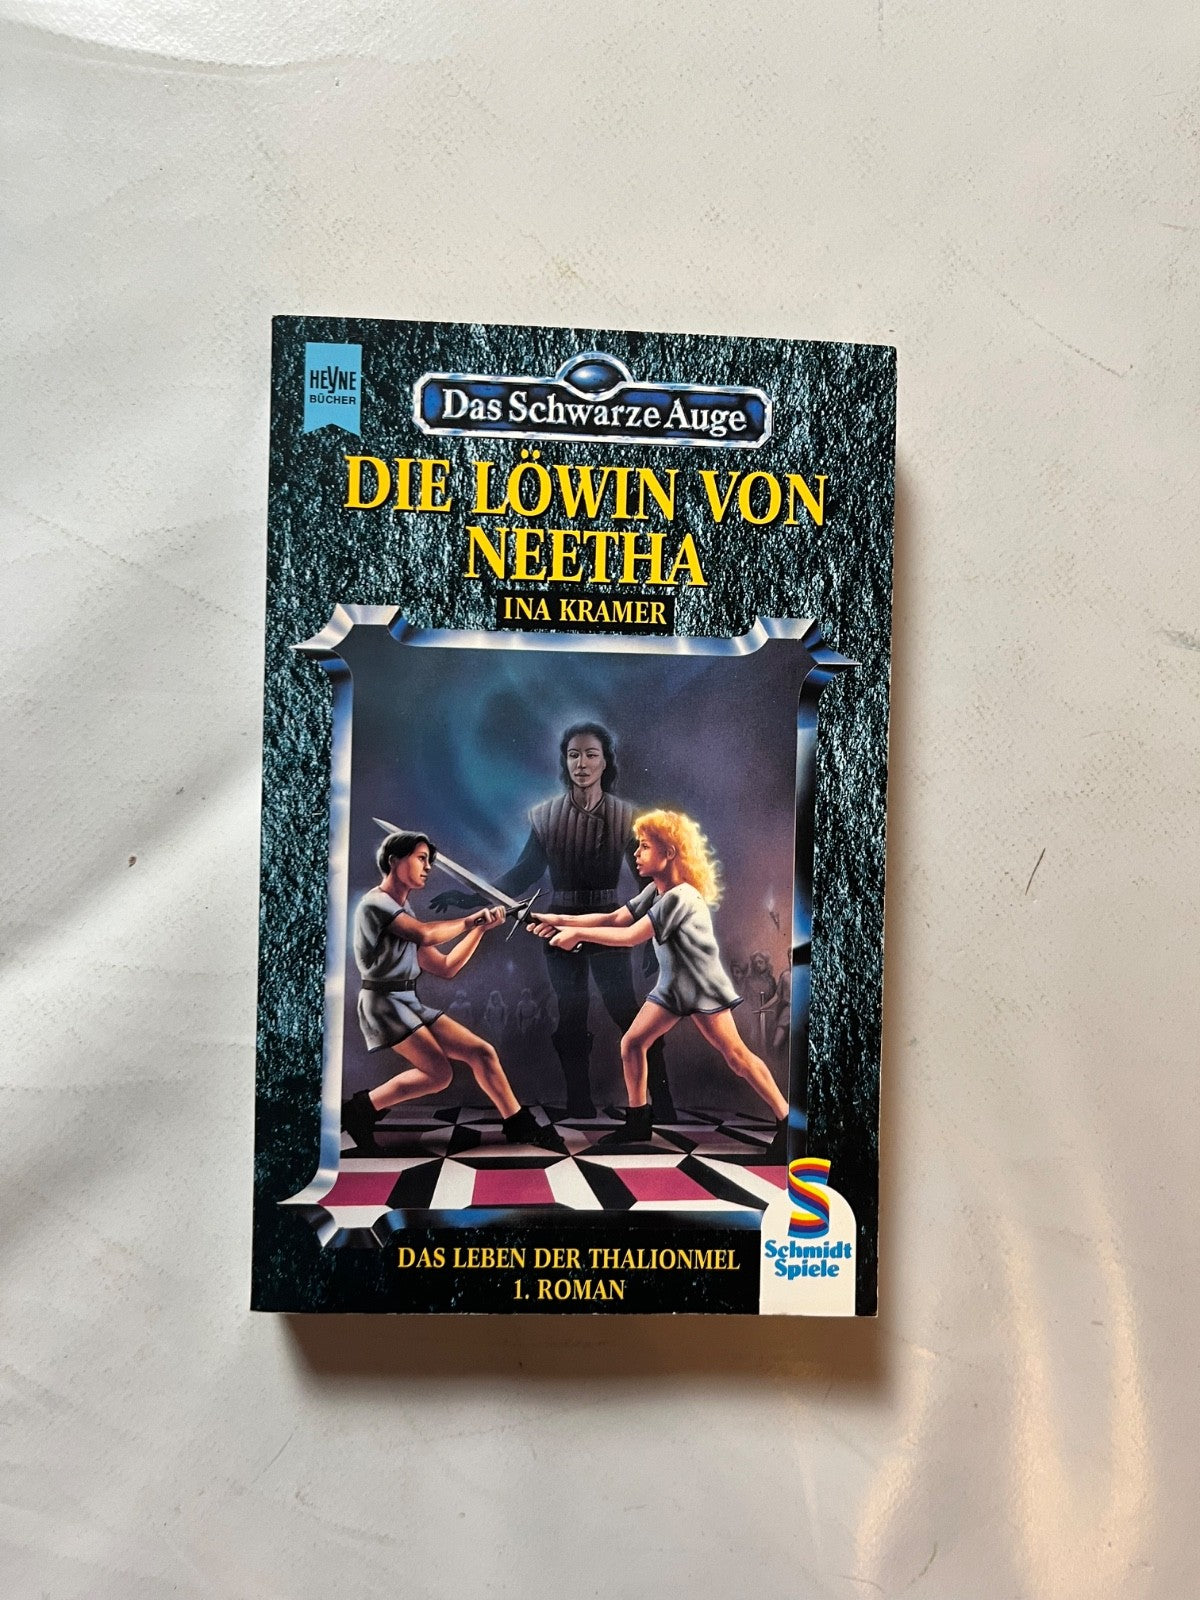 HEYNE
BÜCHER
Das Schwarze Auge
DIE LÖWIN VON
NEETHA
INA KRAMER
DAS LEBEN DER THALIONMEL
1. ROMAN
Schmidt
Spiele